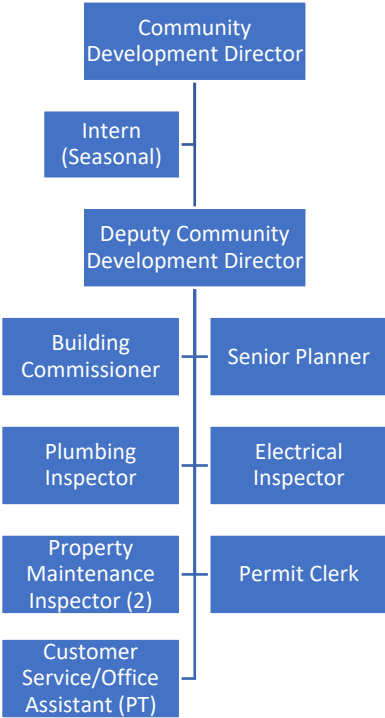 Community
Development Director
Intern
(Seasonal)
Deputy Community
Development Director
Building
Commissioner
Senior Planner
Plumbing
Inspector
Electrical
Inspector
Property
Maintenance
Inspector (2)
Permit Clerk
Customer
Service/Office
Assistant (PT)